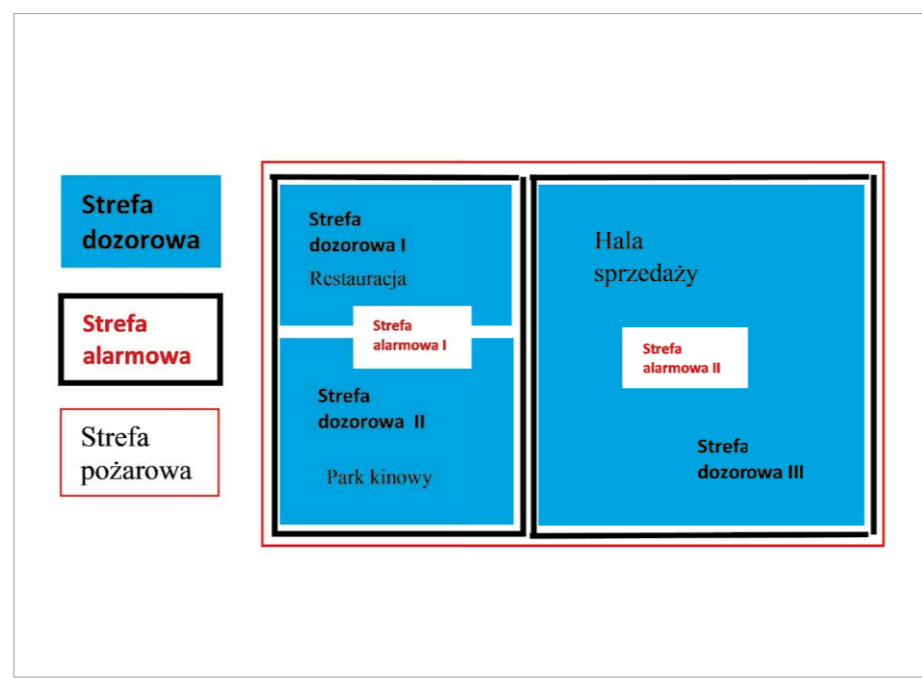 Strefa
dozorowa
Strefa
alarmowa
Strefa
pożarowa
Strefa
dozorowa I
Restauracja
Strefa
alarmowa I
Strefa
dozorowa II
Park kinowy
Hala
sprzedaży
Strefa
alarmowa II
Strefa
dozorowa III